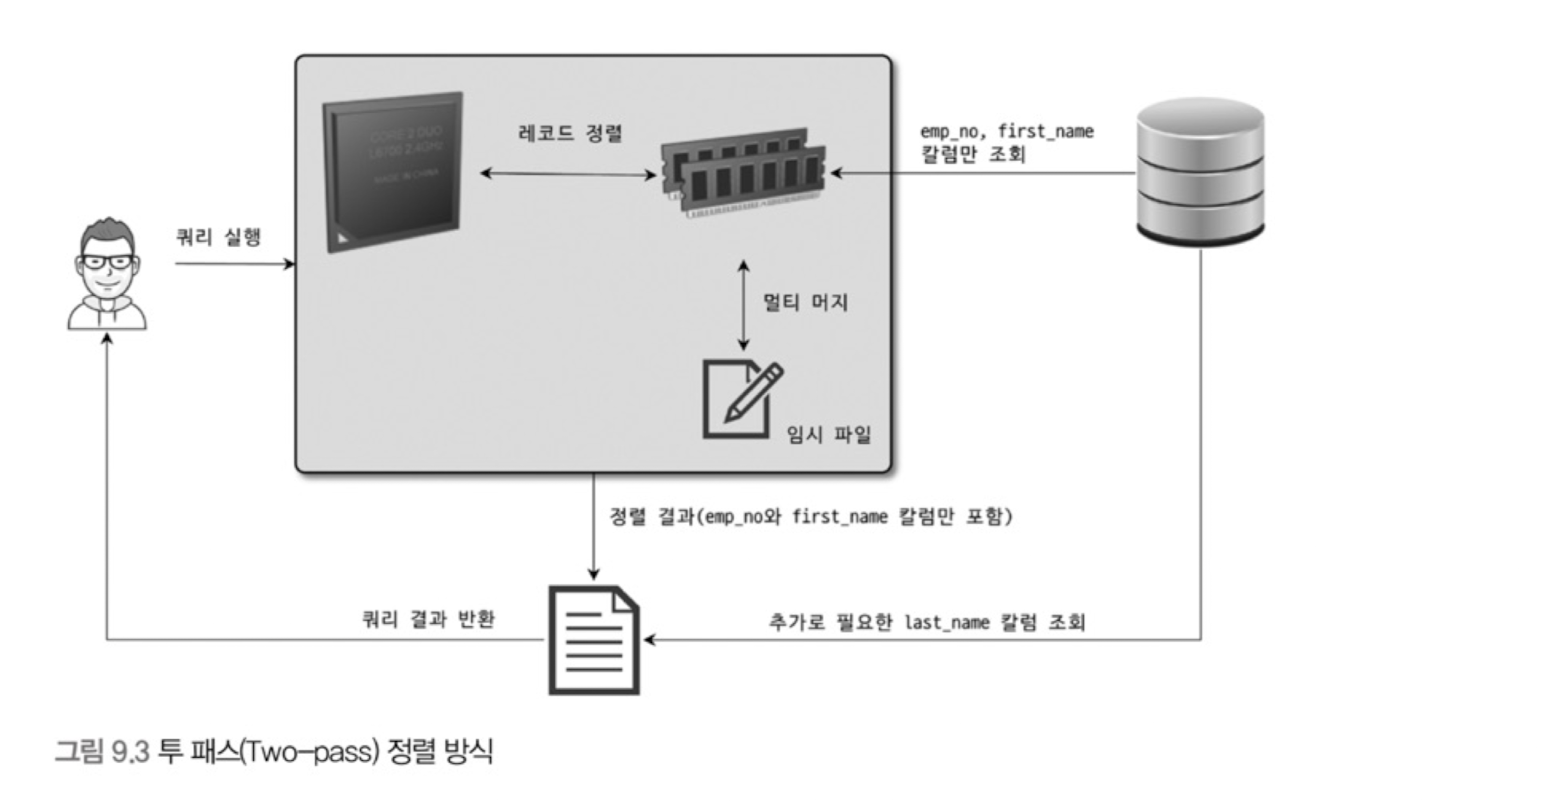 레코드 정렬
emp_no, first_name
칼럼만 조회
CORE 2 DUO
MADE IN CHINA
쿼리 실행
멀티 머지
임시 파일
정렬 결과(emp_no와 first_name 칼럼만 포함)
쿼리 결과 반환
추가로 필요한 last_name 칼럼 조회
그림 9.3 투 패스(Two-pass) 정렬 방식